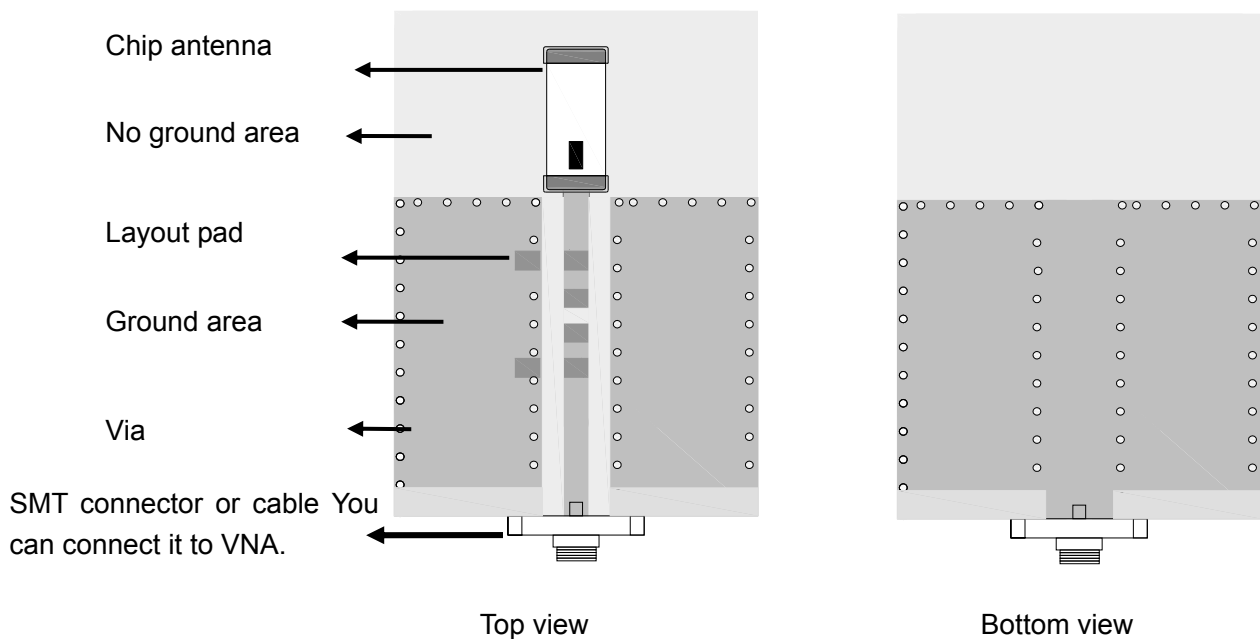 Chip antenna
No ground area
Layout pad
Ground area
Via
SMT connector or cable You
can connect it to VNA.
Top view
Bottom view